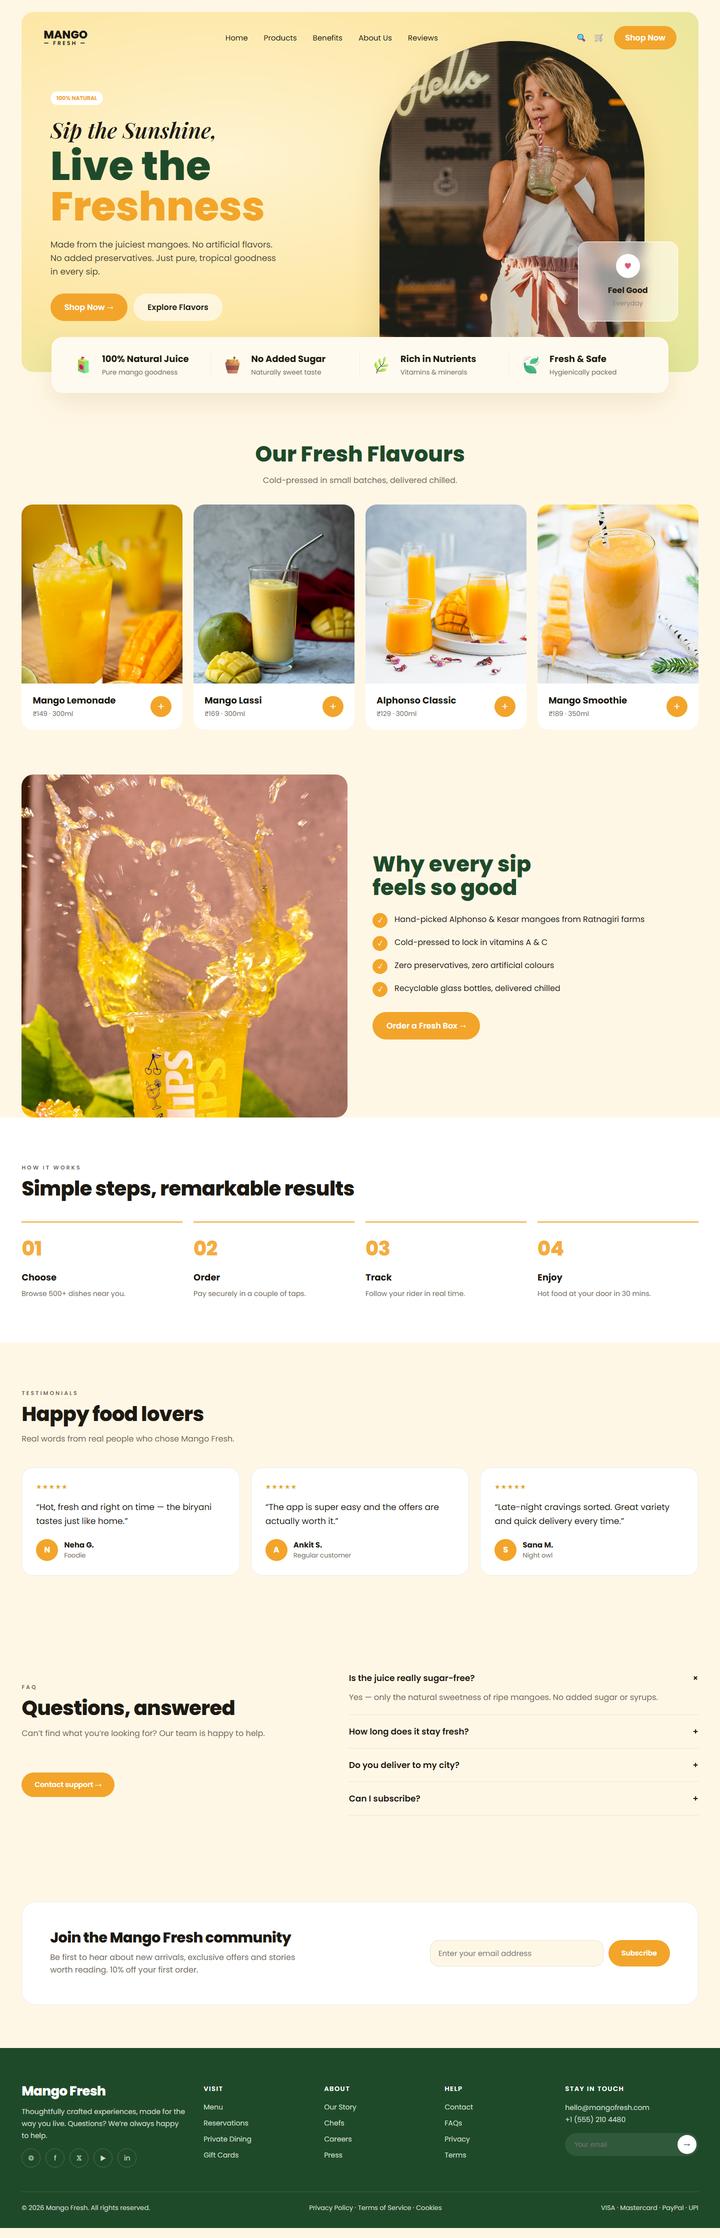 MANGO
— FRESH —
Home
Products
Benefits
About Us
Reviews
Shop Now
100% NATURAL
Sip the Sunshine,
Live the
Freshness
Made from the juiciest mangoes. No artificial flavors.
No added preservatives. Just pure, tropical goodness
in every sip.
Shop Now →
Explore Flavors
Hello
ENJOY
THE
MOMENT
Feel Good
Everyday
100% Natural Juice
Pure mango goodness
No Added Sugar
Naturally sweet taste
Rich in Nutrients
Vitamins & minerals
Fresh & Safe
Hygienically packed
Our Fresh Flavours
Cold-pressed in small batches, delivered chilled.
Mango Lemonade
₹149 · 300ml
+
Mango Lassi
₹169 · 300ml
+
Alphonso Classic
₹129 · 300ml
+
Mango Smoothie
₹189 · 350ml
+
Why every sip
feels so good
✓ Hand-picked Alphonso & Kesar mangoes from Ratnagiri farms
✓ Cold-pressed to lock in vitamins A & C
✓ Zero preservatives, zero artificial colours
✓ Recyclable glass bottles, delivered chilled
Order a Fresh Box →
HOW IT WORKS
Simple steps, remarkable results
01
Choose
Browse 500+ dishes near you.
02
Order
Pay securely in a couple of taps.
03
Track
Follow your rider in real time.
04
Enjoy
Hot food at your door in 30 mins.
TESTIMONIALS
Happy food lovers
Real words from real people who chose Mango Fresh.
★★★★★
“Hot, fresh and right on time — the biryani
tastes just like home.”
N
Neha G.
Foodie
★★★★★
“The app is super easy and the offers are
actually worth it.”
A
Ankit S.
Regular customer
★★★★★
“Late-night cravings sorted. Great variety
and quick delivery every time.”
S
Sana M.
Night owl
FAQ
Questions, answered
Can’t find what you’re looking for? Our team is happy to help.
Contact support →
Is the juice really sugar-free? ×
Yes — only the natural sweetness of ripe mangoes. No added sugar or syrups.
How long does it stay fresh? +
Do you deliver to my city? +
Can I subscribe? +
Join the Mango Fresh community
Be first to hear about new arrivals, exclusive offers and stories
worth reading. 10% off your first order.
Enter your email address
Subscribe
Mango Fresh
Thoughtfully crafted experiences, made for the
way you live. Questions? We’re always happy
to help.
f
𝕏
▶
in
VISIT
Menu
Reservations
Private Dining
Gift Cards
ABOUT
Our Story
Chefs
Careers
Press
HELP
Contact
FAQs
Privacy
Terms
STAY IN TOUCH
hello@mangofresh.com
+1 (555) 210 4480
Your email
→
© 2026 Mango Fresh. All rights reserved.
Privacy Policy · Terms of Service · Cookies
VISA · Mastercard · PayPal · UPI